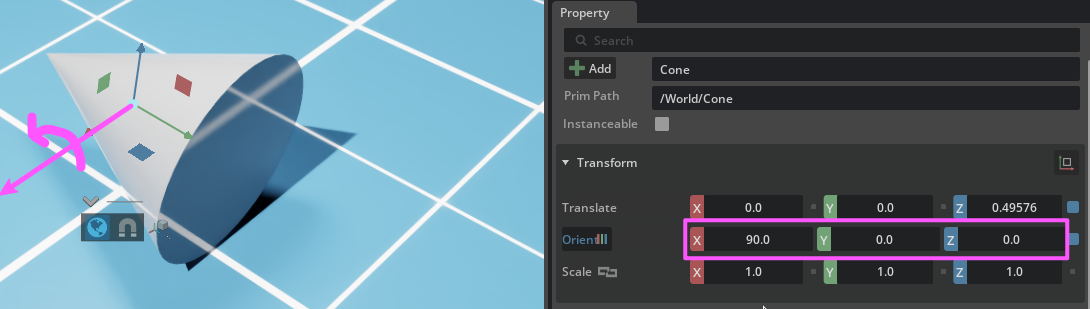 Property
Search
Add
Cone
Prim Path
/World/Cone
Instanceable
Transform
Translate X 0.0 Y 0.0 Z 0.49576
Orient X 90.0 Y 0.0 Z 0.0
Scale X 1.0 Y 1.0 Z 1.0